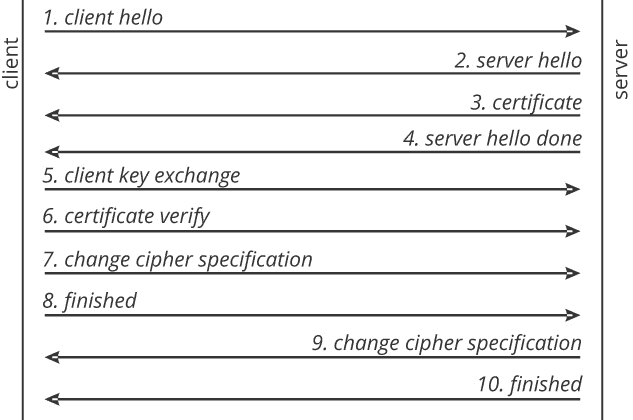 client
server
1. client hello
2. server hello
3. certificate
4. server hello done
5. client key exchange
6. certificate verify
7. change cipher specification
8. finished
9. change cipher specification
10. finished